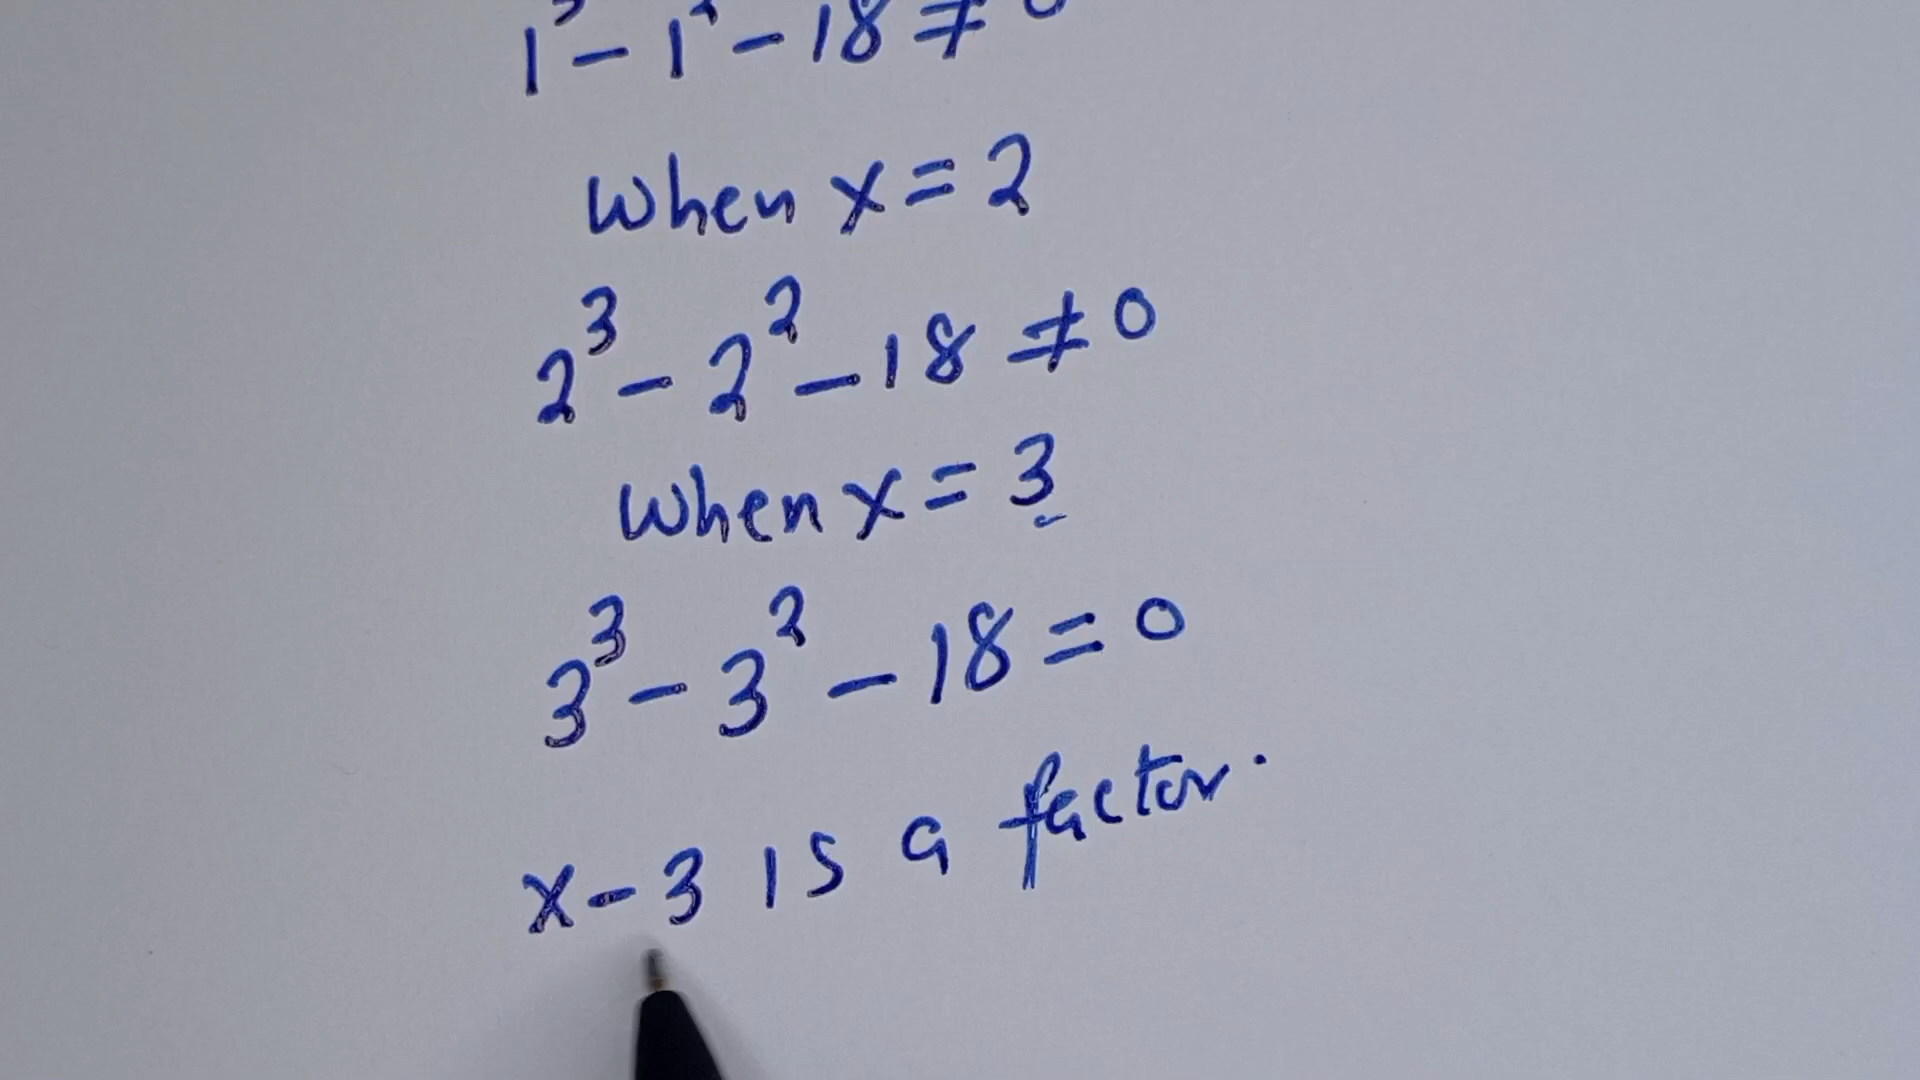 1³ - 1² - 18 ≠ 0
When x = 2
2³ - 2² - 18 ≠ 0
When x = 3
3³ - 3² - 18 = 0
x - 3 is a factor.